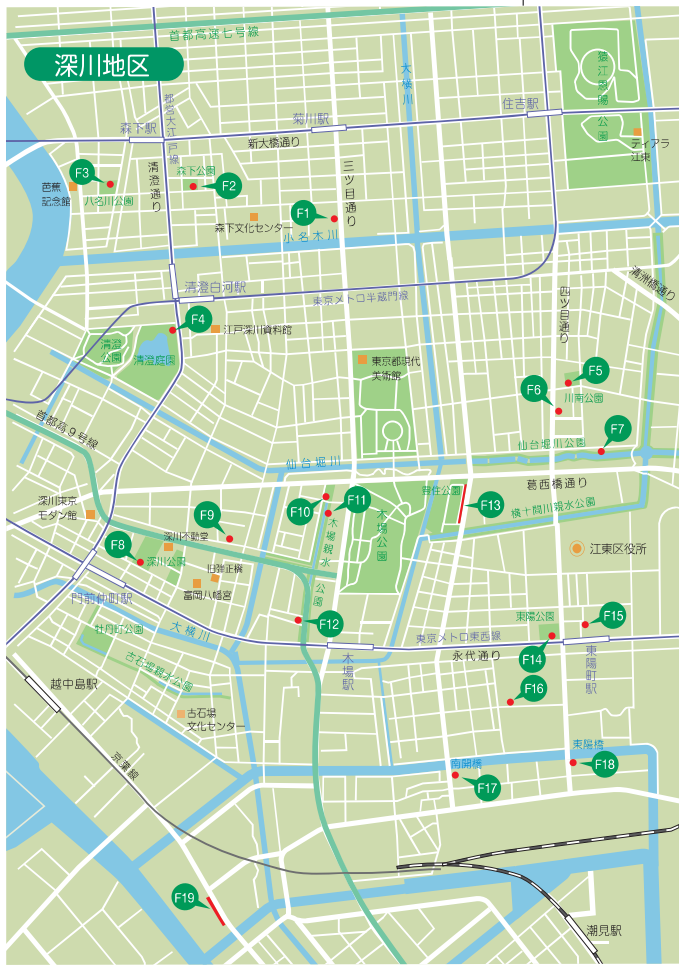 首都高速七号線
深川地区
猿江恩賜公園
大横川
都営大江戸線
菊川駅
住吉駅
森下駅
新大橋通り
ティアラ
江東
清澄通り
三ツ目通り
森下公園
F3
F2
芭蕉
記念館
八名川公園
F1
森下文化センター
小名木川
清洲橋通り
清澄白河駅
東京メトロ半蔵門線
四ツ目通り
F4
江戸深川資料館
清澄
公園
清澄庭園
東京都現代
美術館
F5
F6
川南公園
首都高9号線
F7
仙台堀川公園
仙台堀川
葛西橋通り
豊住公園
F13
横十間川親水公園
深川東京
モダン館
F10
F11
F9
木場親水公園
木場公園
深川不動堂
F8
深川公園
旧弾正橋
富岡八幡宮
江東区役所
門前仲町駅
牡丹町公園
大横川
F12
東陽公園
F15
東京メトロ東西線
F14
永代通り
木場駅
東陽町駅
古石場親水公園
越中島駅
F16
古石場
文化センター
京葉線
東陽橋
南開橋
F18
F17
F19
潮見駅